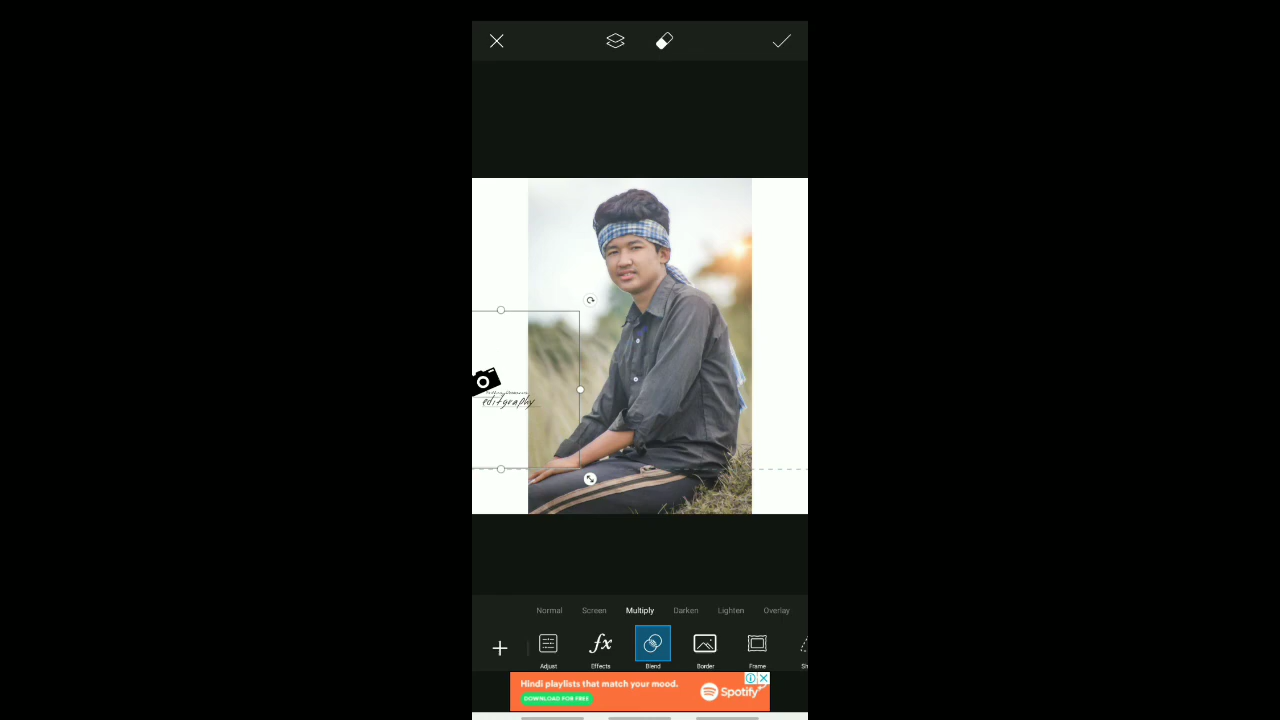 editgraphy
Normal Screen Multiply Darken Lighten Overlay
Adjust Effects Blend Border Frame
Hindi playlists that match your mood.
DOWNLOAD FOR FREE
Spotify